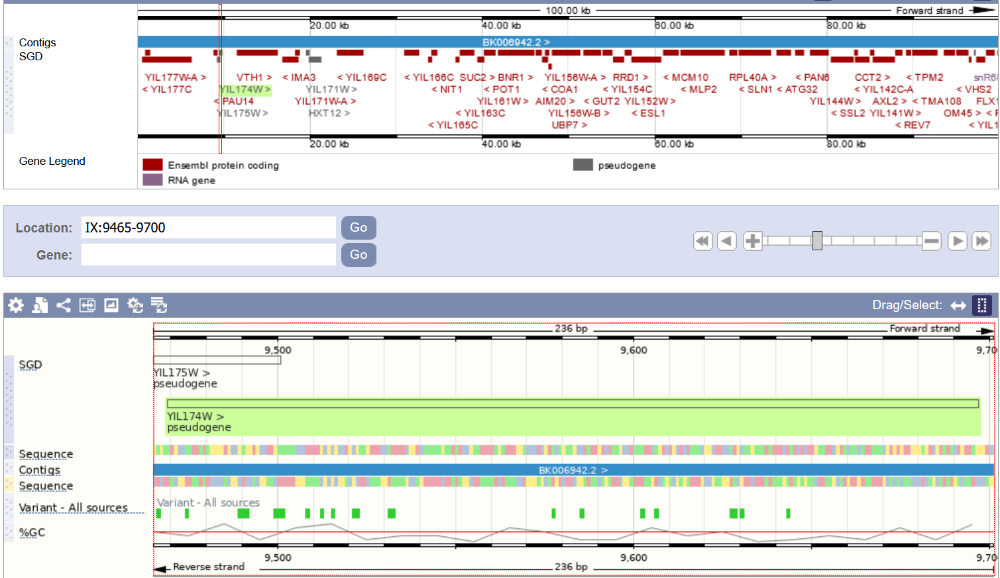 100.00 kb Forward strand
20.00 kb 40.00 kb 60.00 kb 80.00 kb
Contigs BK006942.2 >
SGD
YIL177W-A > VTH1 > < IMA3 < YIL169C < YIL166C SUC2 > BNR1 > YIL156W-A > RRD1 > < MCM10 RPL40A > < PAN6 CCT2 > < TPM2 snR68
< YIL177C YIL174W > YIL171W > < NIT1 < POT1 < COA1 < YIL154C < MLP2 < SLN1 < ATG32 < YIL142C-A < VHS2
< PAU14 YIL171W-A > YIL161W > AIM20 > < GUT2 YIL152W > YIL144W > AXL2 > < TMA108 FLX1
YIL175W > HXT12 > < YIL163C YIL156W-B > < ESL1 < SSL2 YIL141W > OM45 >
< YIL165C UBP7 > < REV7 < YIL1
20.00 kb 40.00 kb 60.00 kb 80.00 kb
Gene Legend Ensembl protein coding pseudogene
RNA gene
Location: IX:9465-9700 Go
Gene: Go
Drag/Select:
236 bp Forward strand
9,500 9,600 9,70
SGD
YIL175W >
pseudogene
YIL174W >
pseudogene
Sequence
Contigs BK006942.2 >
Sequence
Variant - All sources Variant - All sources
%GC
9,500 9,600 9,70
Reverse strand 236 bp